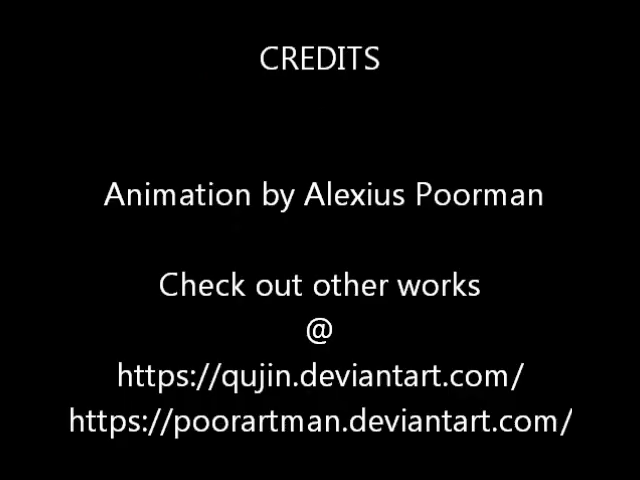 CREDITS
Animation by Alexius Poorman
Check out other works
@
https://qujin.deviantart.com/
https://poorartman.deviantart.com/